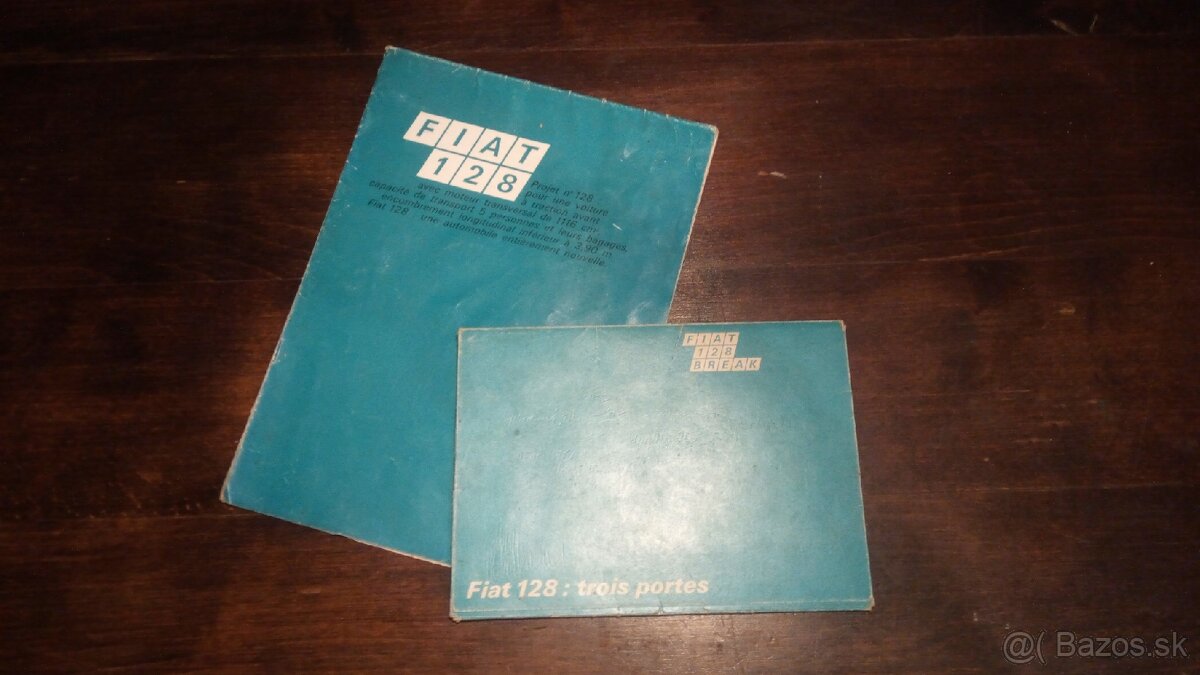 FIAT
128
Projet n° 128
pour une voiture
à traction avant
avec moteur transversal de 1116 cm³
capacité de transport 5 personnes et leurs bagages,
encombrement longitudinal inférieur à 3,90 m
Fiat 128 : une automobile entièrement nouvelle.
FIAT
128
BREAK
Fiat 128 : trois portes
@( Bazos.sk